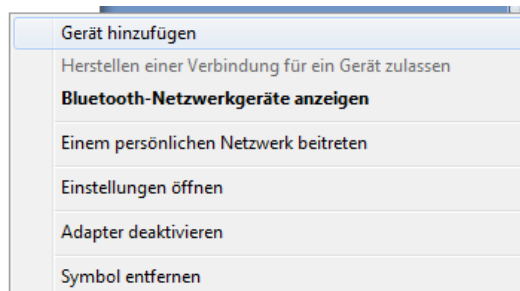 Gerät hinzufügen
Herstellen einer Verbindung für ein Gerät zulassen
Bluetooth-Netzwerkgeräte anzeigen
Einem persönlichen Netzwerk beitreten
Einstellungen öffnen
Adapter deaktivieren
Symbol entfernen